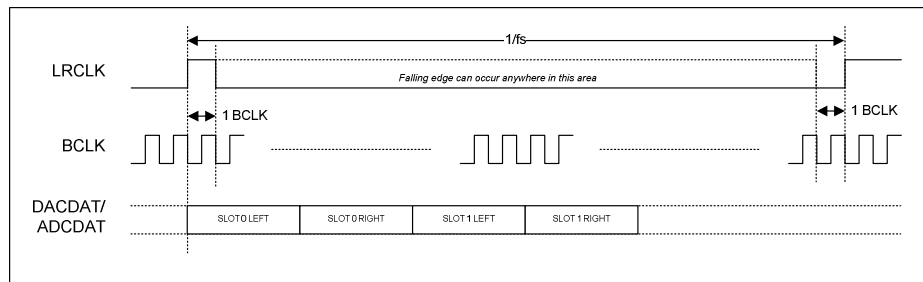 1/fs
LRCLK
Falling edge can occur anywhere in this area
1 BCLK
1 BCLK
BCLK
DACDAT/
ADCDAT
SLOT 0 LEFT
SLOT 0 RIGHT
SLOT 1 LEFT
SLOT 1 RIGHT